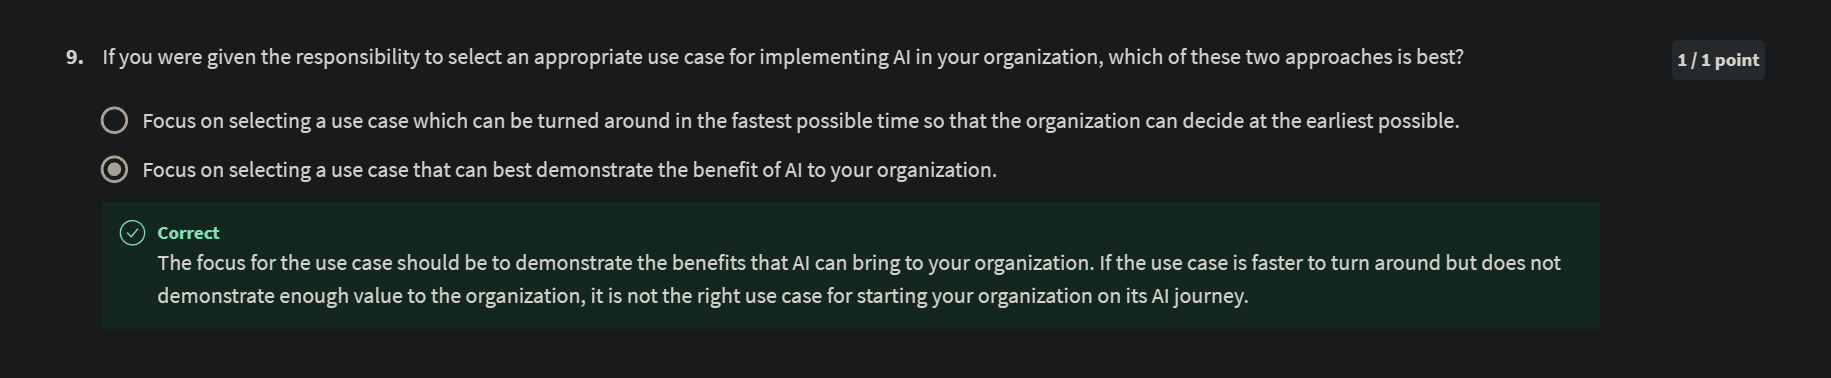 9. If you were given the responsibility to select an appropriate use case for implementing AI in your organization, which of these two approaches is best?
1 / 1 point
Focus on selecting a use case which can be turned around in the fastest possible time so that the organization can decide at the earliest possible.
Focus on selecting a use case that can best demonstrate the benefit of AI to your organization.
Correct
The focus for the use case should be to demonstrate the benefits that AI can bring to your organization. If the use case is faster to turn around but does not
demonstrate enough value to the organization, it is not the right use case for starting your organization on its AI journey.